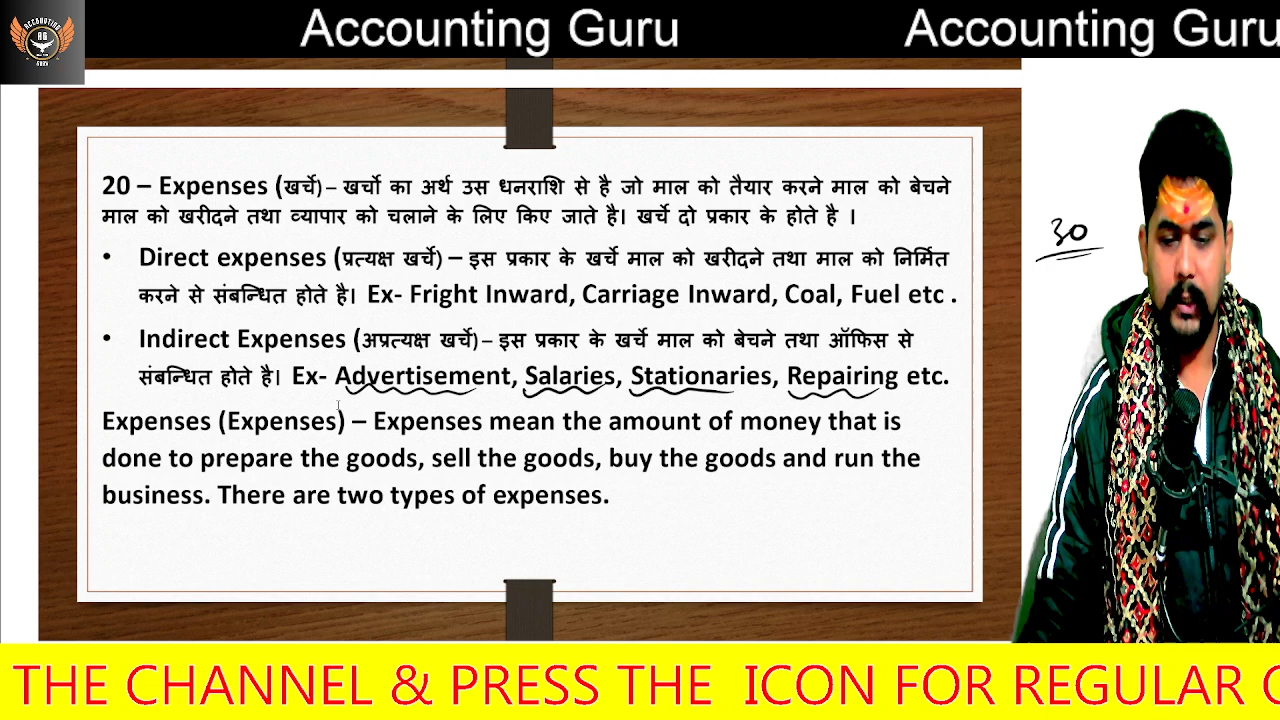 Accounting Guru Accounting Guru
ACCOUNTING
AG
GURU
20 – Expenses (खर्चे) – खर्चो का अर्थ उस धनराशि से है जो माल को तैयार करने माल को बेचने
माल को खरीदने तथा व्यापार को चलाने के लिए किए जाते है। खर्चे दो प्रकार के होते है ।
• Direct expenses (प्रत्यक्ष खर्चे) – इस प्रकार के खर्चे माल को खरीदने तथा माल को निर्मित
करने से संबन्धित होते है। Ex- Fright Inward, Carriage Inward, Coal, Fuel etc .
• Indirect Expenses (अप्रत्यक्ष खर्चे) – इस प्रकार के खर्चे माल को बेचने तथा ऑफिस से
संबन्धित होते है। Ex- Advertisement, Salaries, Stationaries, Repairing etc.
Expenses (Expenses) – Expenses mean the amount of money that is
done to prepare the goods, sell the goods, buy the goods and run the
business. There are two types of expenses.
30
THE CHANNEL & PRESS THE ICON FOR REGULAR